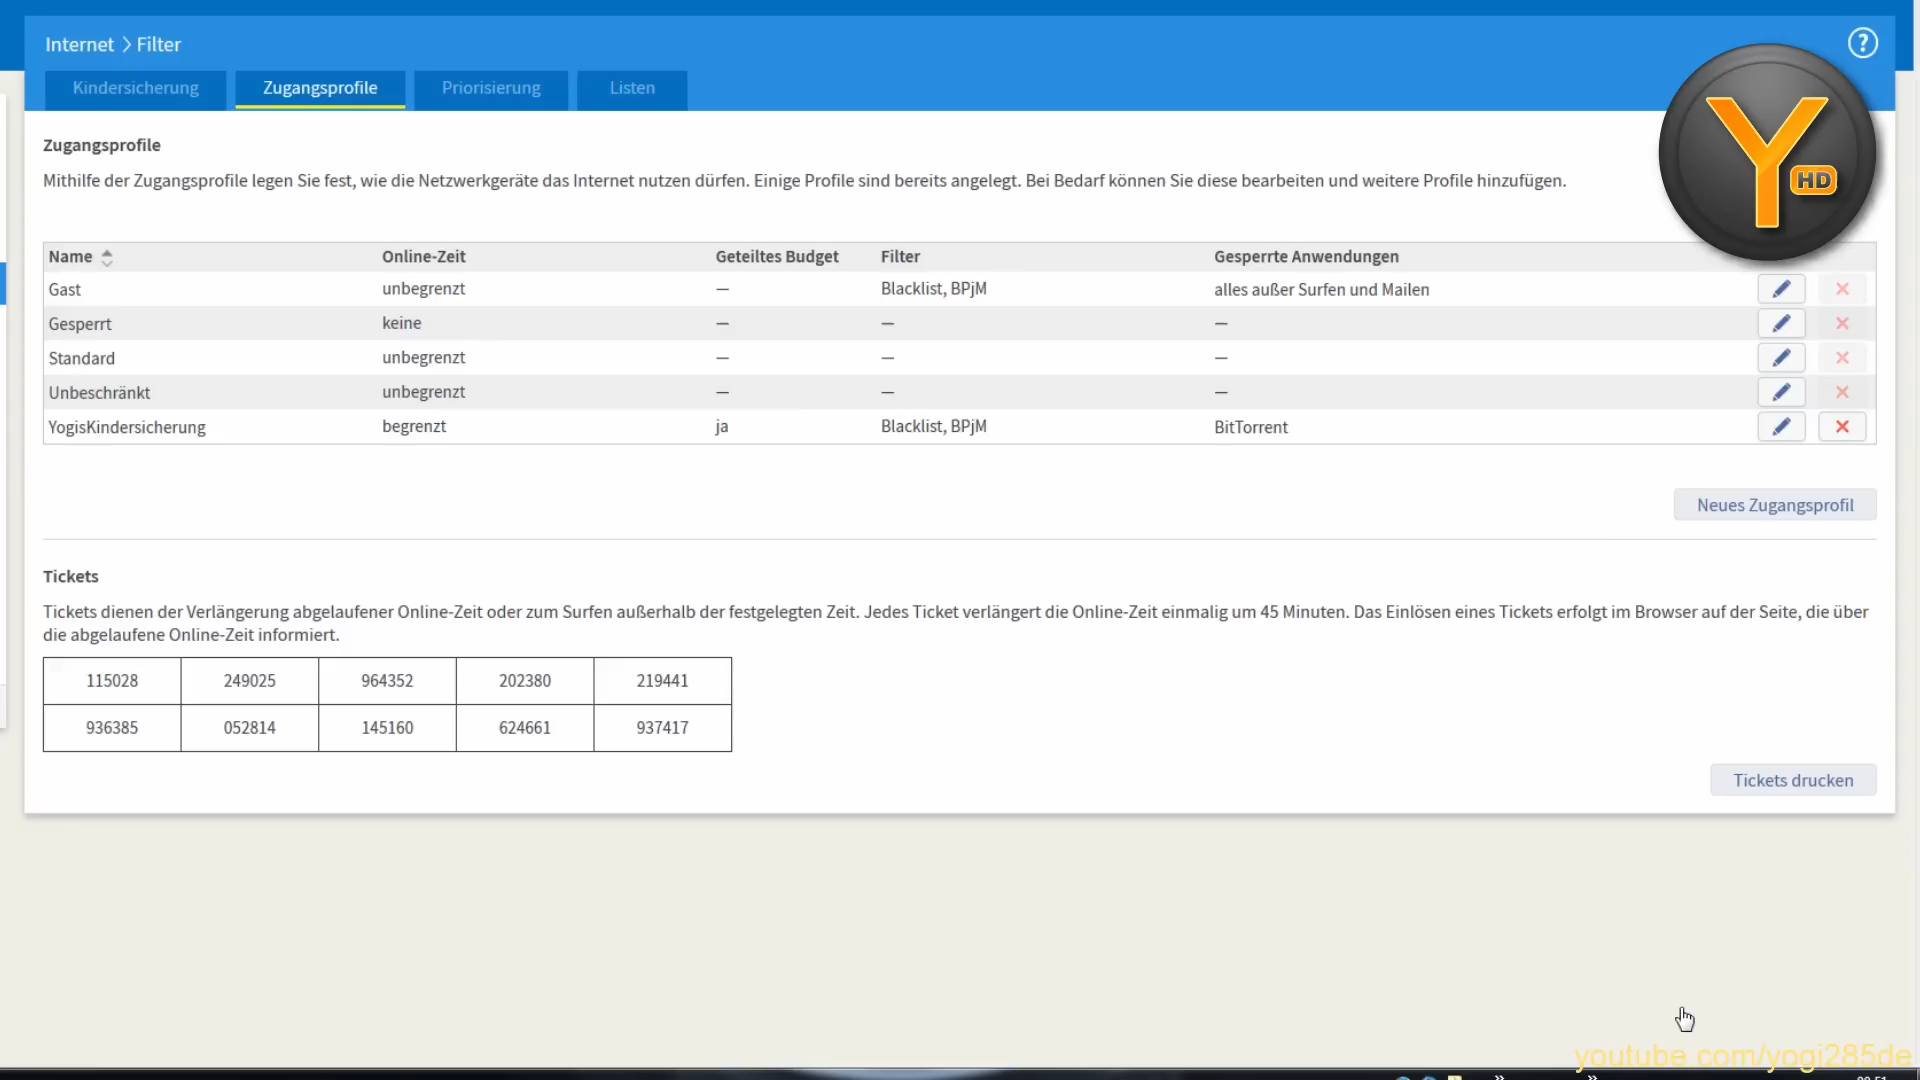 Internet > Filter
?
Kindersicherung Zugangsprofile Priorisierung Listen
Y HD
Zugangsprofile
Mithilfe der Zugangsprofile legen Sie fest, wie die Netzwerkgeräte das Internet nutzen dürfen. Einige Profile sind bereits angelegt. Bei Bedarf können Sie diese bearbeiten und weitere Profile hinzufügen.
Name Online-Zeit Geteiltes Budget Filter Gesperrte Anwendungen
Gast unbegrenzt — Blacklist, BPjM alles außer Surfen und Mailen
Gesperrt keine — — —
Standard unbegrenzt — — —
Unbeschränkt unbegrenzt — — —
YogisKindersicherung begrenzt ja Blacklist, BPjM BitTorrent
Neues Zugangsprofil
Tickets
Tickets dienen der Verlängerung abgelaufener Online-Zeit oder zum Surfen außerhalb der festgelegten Zeit. Jedes Ticket verlängert die Online-Zeit einmalig um 45 Minuten. Das Einlösen eines Tickets erfolgt im Browser auf der Seite, die über
die abgelaufene Online-Zeit informiert.
115028 249025 964352 202380 219441
936385 052814 145160 624661 937417
Tickets drucken
youtube.com/yogi285de